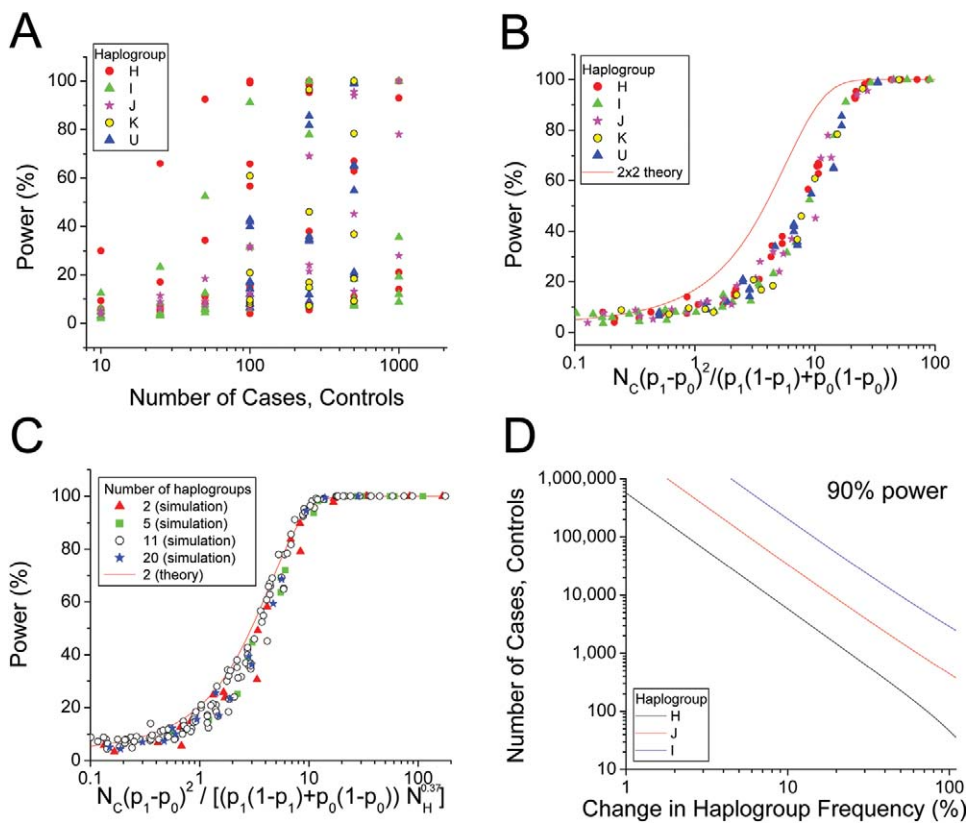 A
Haplogroup
H
I
J
K
U
Power (%)
100
80
60
40
20
0
10
100
1000
Number of Cases, Controls
B
Haplogroup
H
I
J
K
U
2x2 theory
Power (%)
100
80
60
40
20
0
0.1
1
10
100
N_C(p_1-p_0)^2/(p_1(1-p_1)+p_0(1-p_0))
C
Number of haplogroups
2 (simulation)
5 (simulation)
11 (simulation)
20 (simulation)
2 (theory)
Power (%)
100
80
60
40
20
0
0.1
1
10
100
N_C(p_1-p_0)^2 / [(p_1(1-p_1)+p_0(1-p_0)) N_H^0.37]
D
90% power
Haplogroup
H
J
I
Number of Cases, Controls
1,000,000
100,000
10,000
1,000
100
10
1
10
100
Change in Haplogroup Frequency (%)